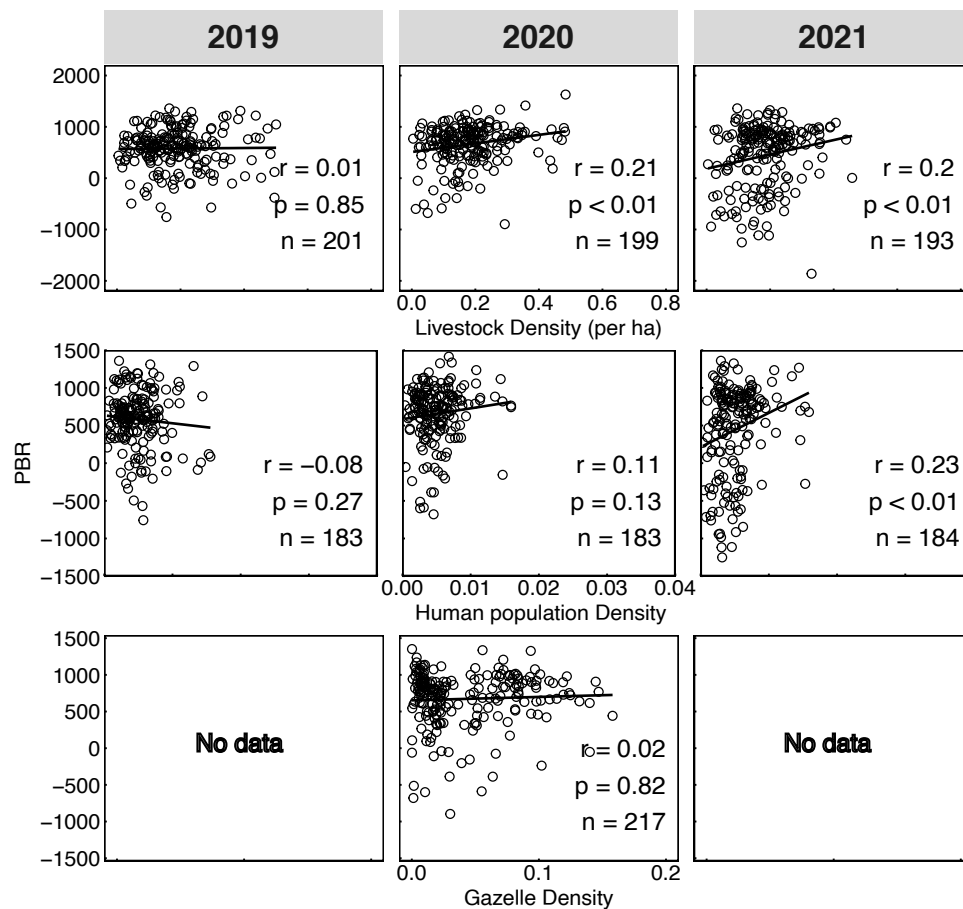 2019 2020 2021
2000
1000
0
−1000
−2000
r = 0.01
p = 0.85
n = 201
r = 0.21
p < 0.01
n = 199
r = 0.2
p < 0.01
n = 193
0.0 0.2 0.4 0.6 0.8
Livestock Density (per ha)
PBR
1500
1000
500
0
−500
−1000
−1500
r = −0.08
p = 0.27
n = 183
r = 0.11
p = 0.13
n = 183
r = 0.23
p < 0.01
n = 184
0.00 0.01 0.02 0.03 0.04
Human population Density
1500
1000
500
0
−500
−1000
−1500
No data
r = 0.02
p = 0.82
n = 217
No data
0.0 0.1 0.2
Gazelle Density